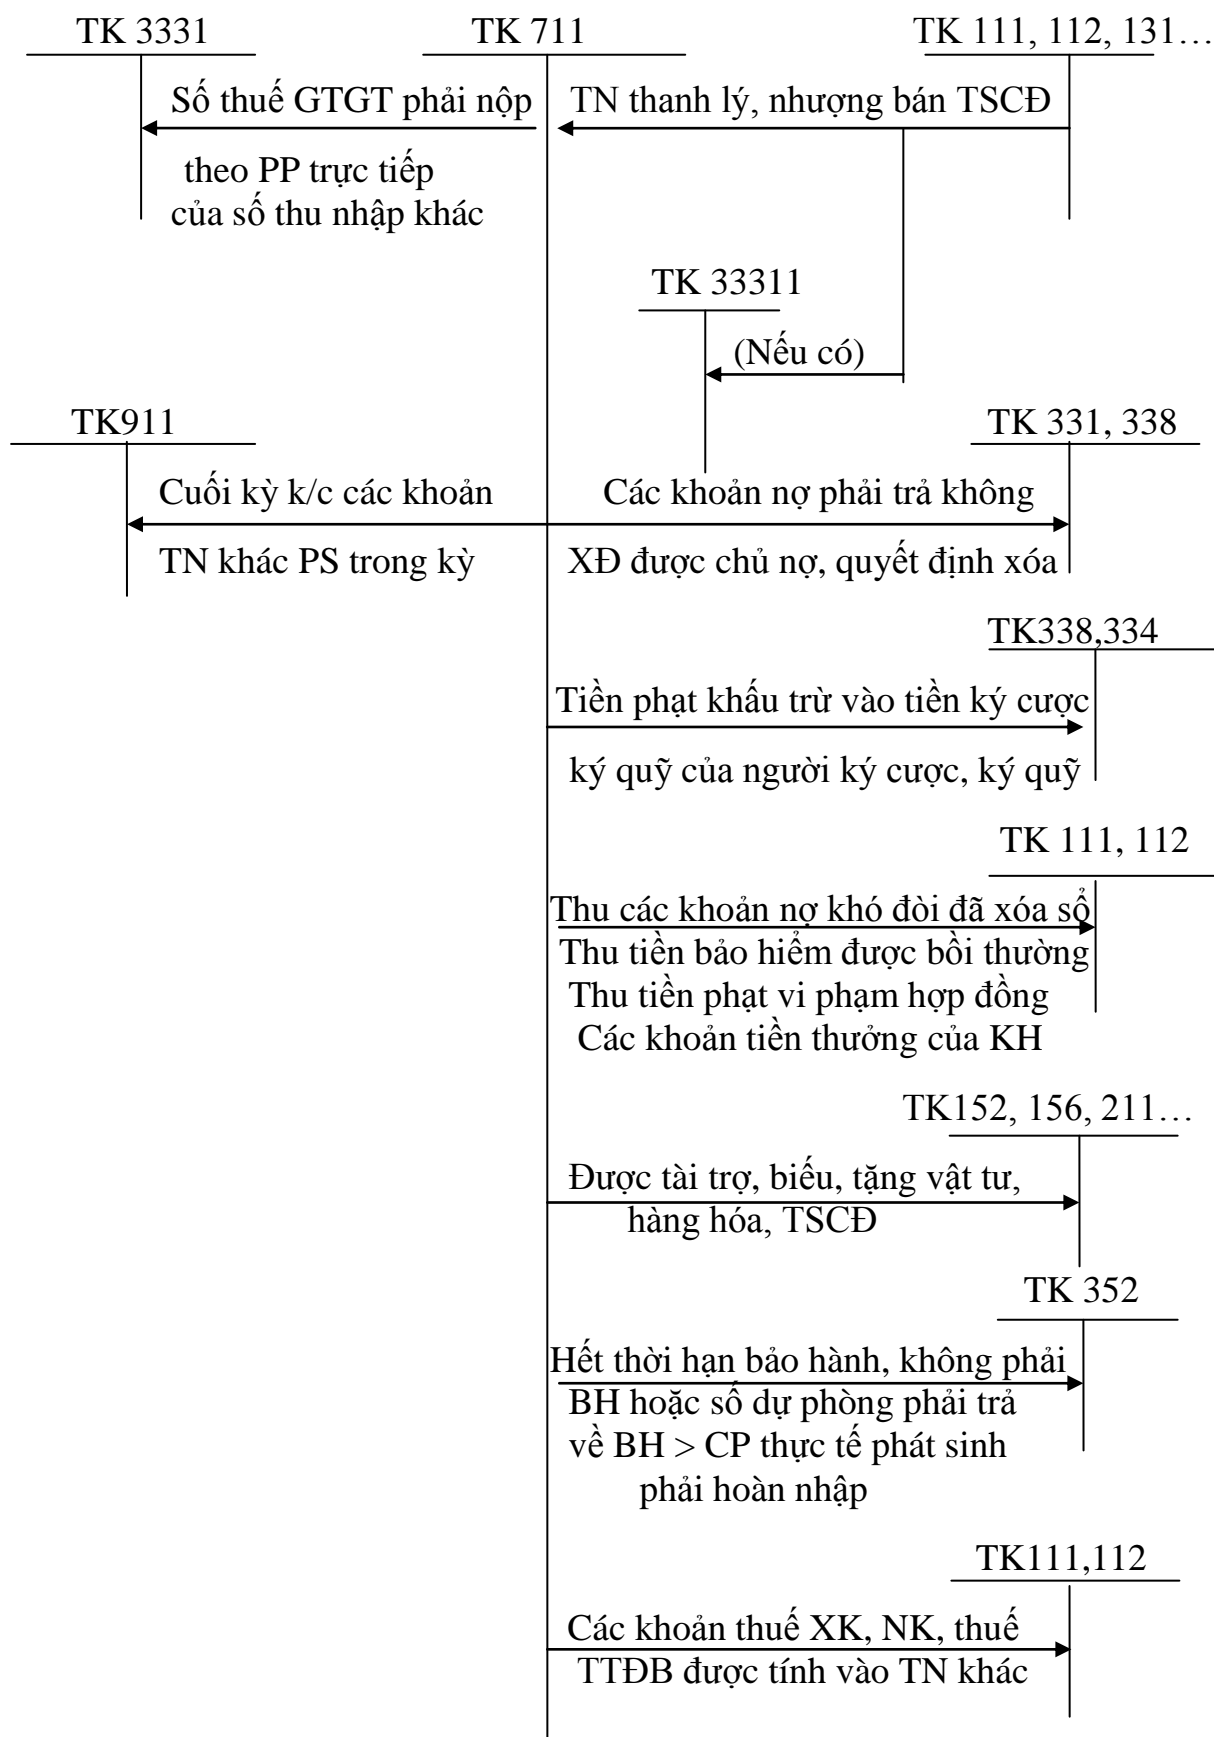 TK 3331
TK 711
TK 111, 112, 131…
Số thuế GTGT phải nộp
TN thanh lý, nhượng bán TSCĐ
theo PP trực tiếp
của số thu nhập khác
TK 33311
(Nếu có)
TK911
TK 331, 338
Cuối kỳ k/c các khoản
Các khoản nợ phải trả không
TN khác PS trong kỳ
XĐ được chủ nợ, quyết định xóa
TK338,334
Tiền phạt khấu trừ vào tiền ký cược
ký quỹ của người ký cược, ký quỹ
TK 111, 112
Thu các khoản nợ khó đòi đã xóa sổ
Thu tiền bảo hiểm được bồi thường
Thu tiền phạt vi phạm hợp đồng
Các khoản tiền thưởng của KH
TK152, 156, 211…
Được tài trợ, biếu, tặng vật tư,
hàng hóa, TSCĐ
TK 352
Hết thời hạn bảo hành, không phải
BH hoặc số dự phòng phải trả
về BH > CP thực tế phát sinh
phải hoàn nhập
TK111,112
Các khoản thuế XK, NK, thuế
TTĐB được tính vào TN khác